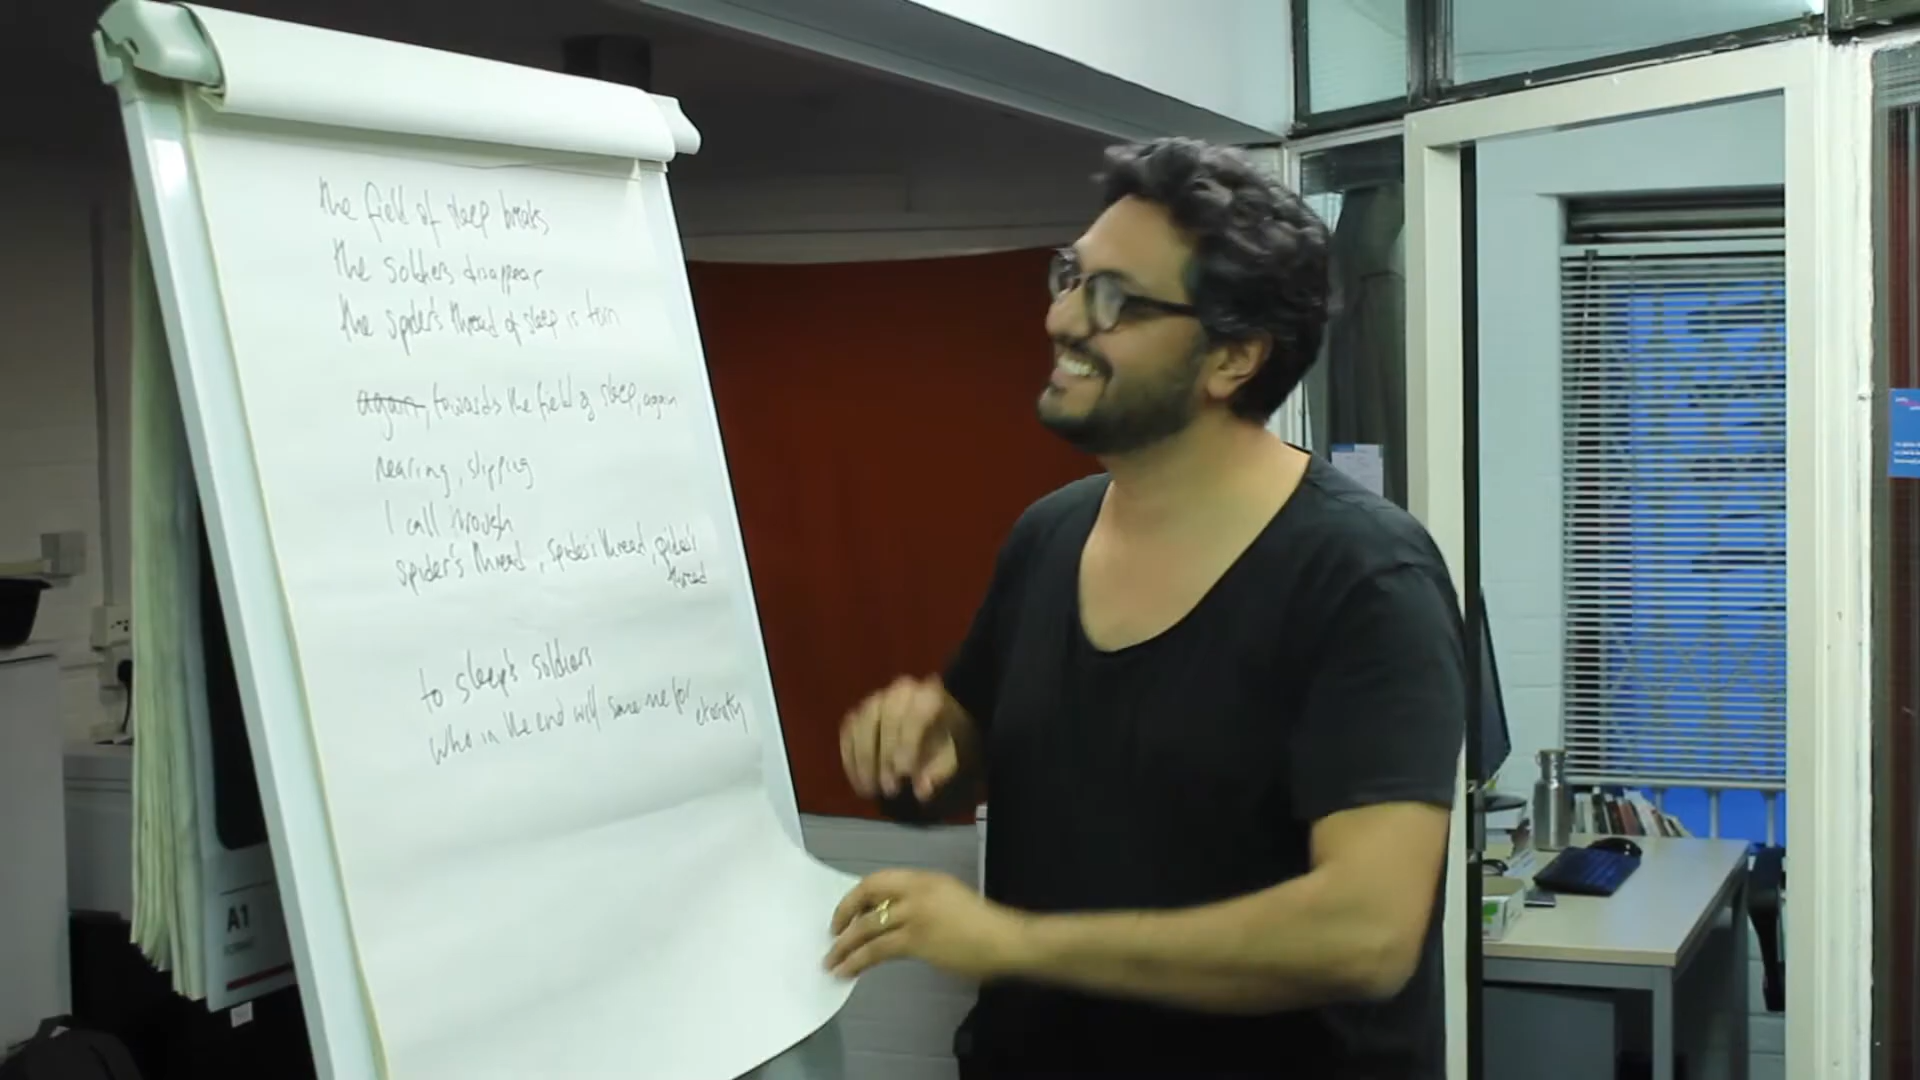 the field of sleep breaks
the soldiers disappear
the spider's thread of sleep is torn
again, towards the field of sleep, again
nearing, slipping
I call through
spider's thread, spider's thread, spider's
thread
to sleep's soldiers
who in the end will save me for
eternity
A1